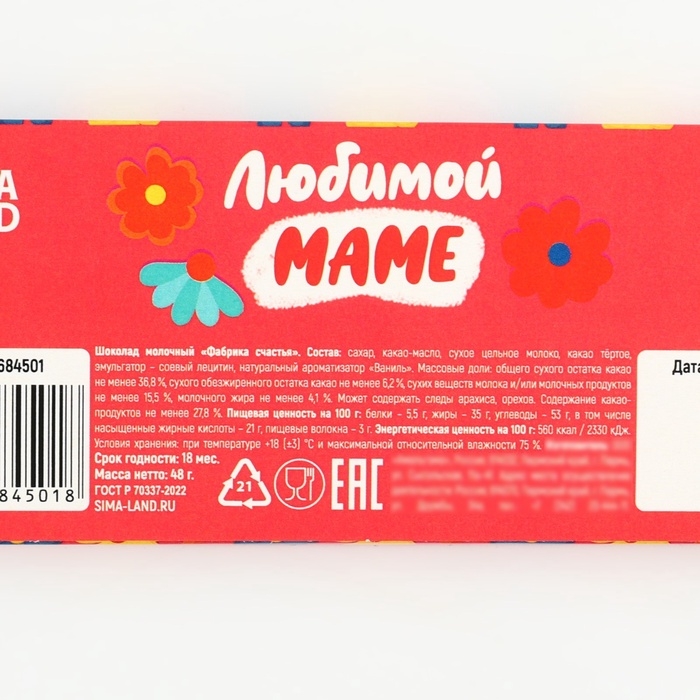 Любимой
МАМЕ
А
D
684501
Дата
Шоколад молочный «Фабрика счастья». Состав: сахар, какао-масло, сухое цельное молоко, какао тёртое,
эмульгатор - соевый лецитин, натуральный ароматизатор «Ваниль». Массовые доли: общего сухого остатка какао
не менее 36,8 %, сухого обезжиренного остатка какао не менее 6,2 %, сухих веществ молока и/или молочных продуктов
не менее 15,5 %, молочного жира не менее 4,1 %. Может содержать следы арахиса, орехов. Содержание какао-
продуктов не менее 27,8 %. Пищевая ценность на 100 г: белки - 5,5 г, жиры - 35 г, углеводы - 53 г, в том числе
насыщенные жирные кислоты - 21 г, пищевые волокна - 3 г. Энергетическая ценность на 100 г: 560 ккал / 2330 кДж.
Условия хранения: при температуре +18 (±3) °С и максимальной относительной влажности 75 %.
Срок годности: 18 мес.
Масса нетто: 48 г.
ГОСТ Р 70337-2022
SIMA-LAND.RU
21
EAC
845018